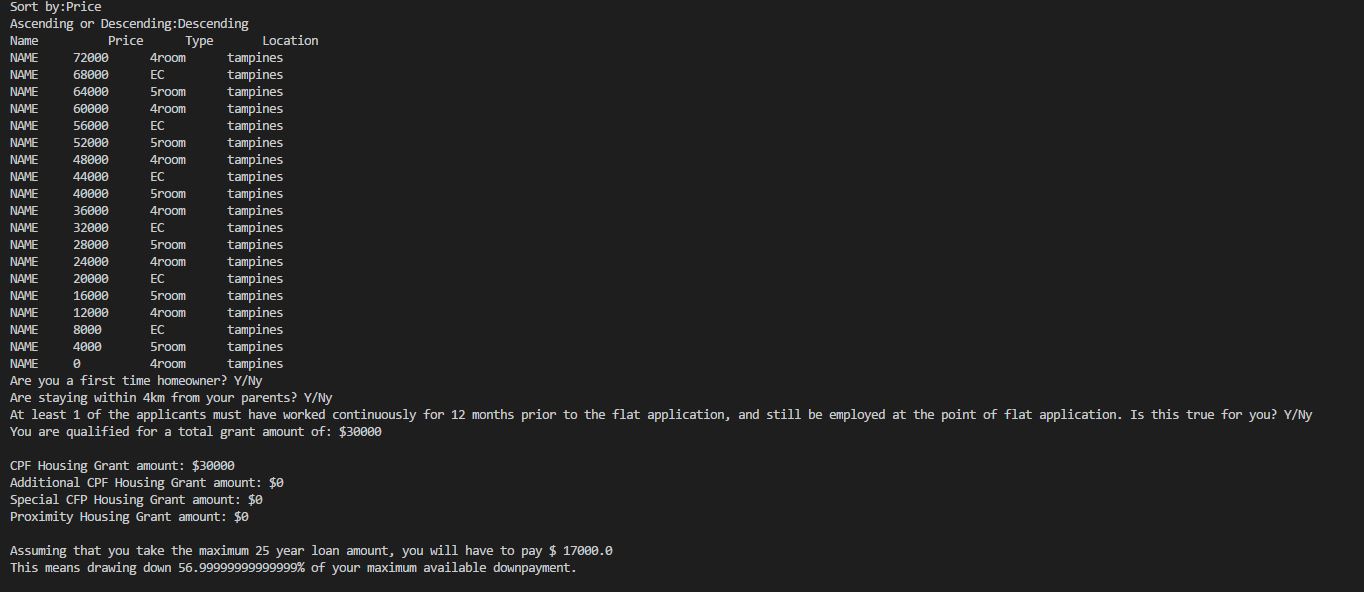 Sort by:Price
Ascending or Descending:Descending
Name Price Type Location
NAME 72000 4room tampines
NAME 68000 EC tampines
NAME 64000 5room tampines
NAME 60000 4room tampines
NAME 56000 EC tampines
NAME 52000 5room tampines
NAME 48000 4room tampines
NAME 44000 EC tampines
NAME 40000 5room tampines
NAME 36000 4room tampines
NAME 32000 EC tampines
NAME 28000 5room tampines
NAME 24000 4room tampines
NAME 20000 EC tampines
NAME 16000 5room tampines
NAME 12000 4room tampines
NAME 8000 EC tampines
NAME 4000 5room tampines
NAME 0 4room tampines
Are you a first time homeowner? Y/Ny
Are staying within 4km from your parents? Y/Ny
At least 1 of the applicants must have worked continuously for 12 months prior to the flat application, and still be employed at the point of flat application. Is this true for you? Y/Ny
You are qualified for a total grant amount of: $30000
CPF Housing Grant amount: $30000
Additional CPF Housing Grant amount: $0
Special CFP Housing Grant amount: $0
Proximity Housing Grant amount: $0
Assuming that you take the maximum 25 year loan amount, you will have to pay $ 17000.0
This means drawing down 56.99999999999999% of your maximum available downpayment.